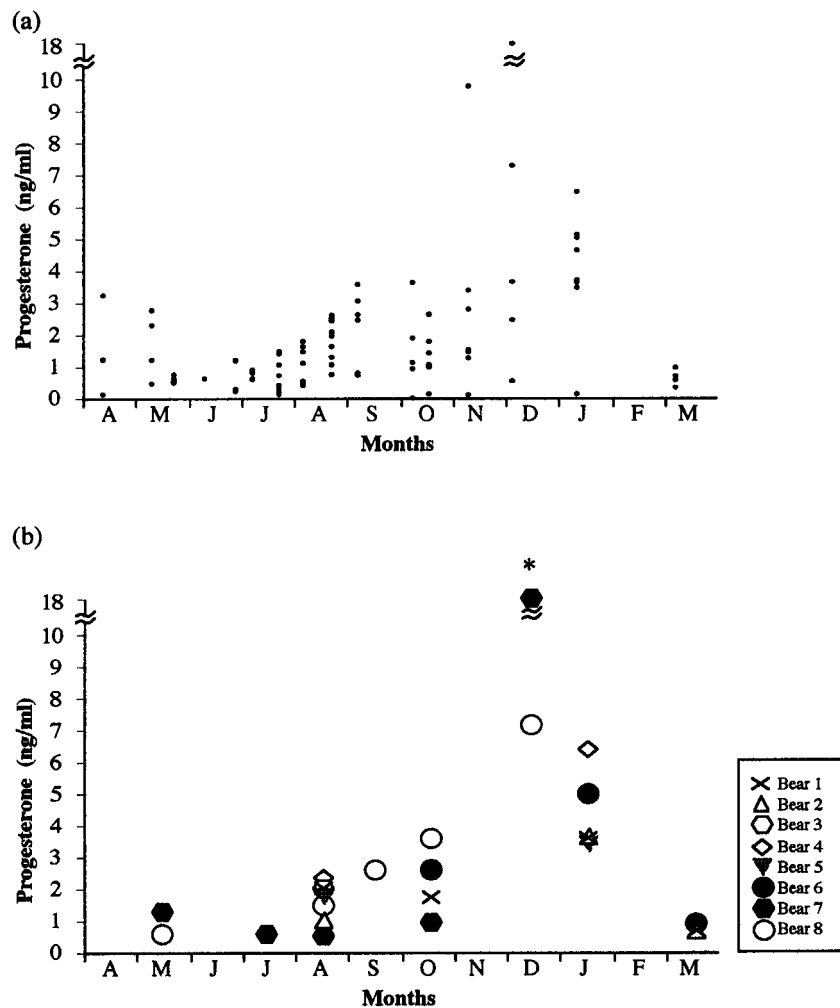 (a)
18
10
9
8
7
6
5
4
3
2
1
0
Progesterone (ng/ml)
A M J J A S O N D J F M
Months
(b)
*
18
10
9
8
7
6
5
4
3
2
1
0
Progesterone (ng/ml)
A M J J A S O N D J F M
Months
Bear 1
Bear 2
Bear 3
Bear 4
Bear 5
Bear 6
Bear 7
Bear 8